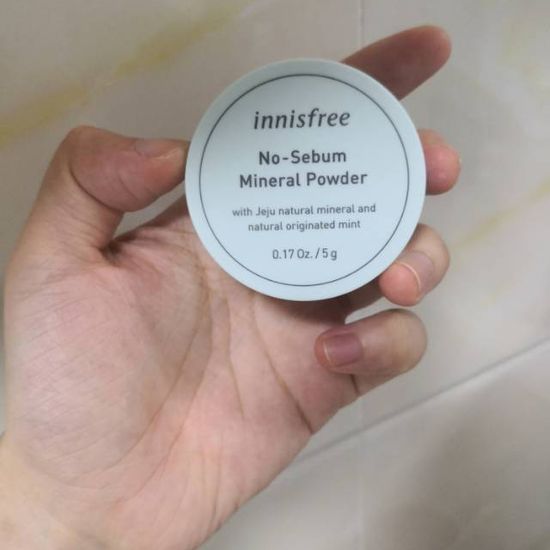 innisfree
No-Sebum
Mineral Powder
with Jeju natural mineral and
natural originated mint
0.17 Oz. / 5 g